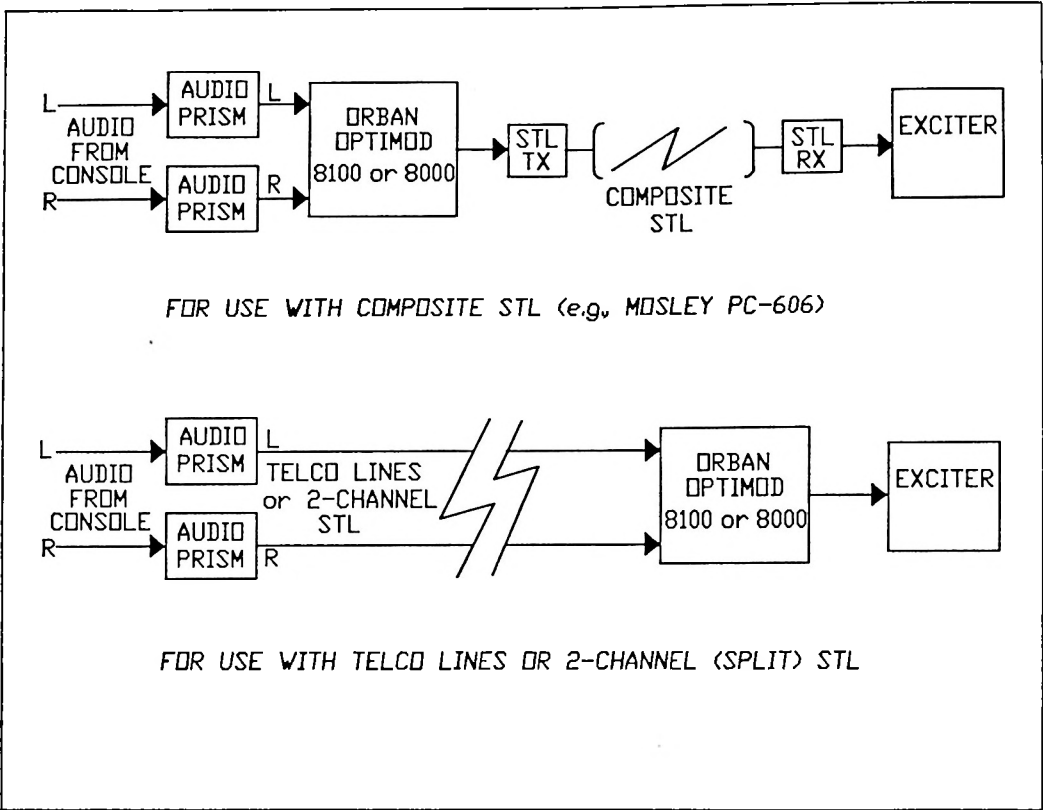 L
AUDIO
FROM
CONSOLE
R
AUDIO
PRISM
L
AUDIO
PRISM
R
ORBAN
OPTIMOD
8100 or 8000
STL
TX
COMPOSITE
STL
STL
RX
EXCITER
FOR USE WITH COMPOSITE STL (e.g., MOSLEY PC-606)
L
AUDIO
FROM
CONSOLE
R
AUDIO
PRISM
L
TELCO LINES
or 2-CHANNEL
STL
AUDIO
PRISM
R
ORBAN
OPTIMOD
8100 or 8000
EXCITER
FOR USE WITH TELCO LINES OR 2-CHANNEL (SPLIT) STL